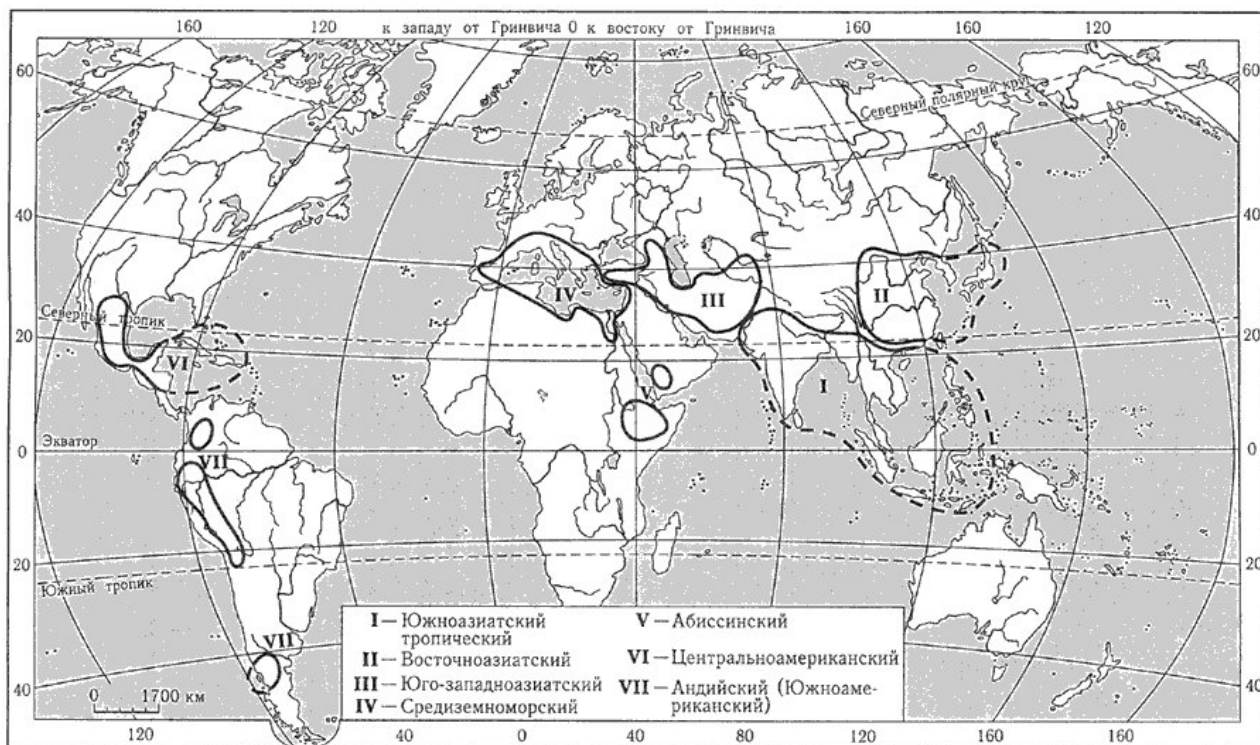 160 120 к западу от Гринвича 0 к востоку от Гринвича 120 160 160 120
60 60
Северный полярный круг
40 40
Северный тропик
20 20
I
II
III
IV
V
VI
VII
Экватор
0 0
20 20
Южный тропик
VII
40 40
0 1700 км
I — Южноазиатский тропический
II — Восточноазиатский
III — Юго-западноазиатский
IV — Средиземноморский
V — Абиссинский
VI — Центральноамериканский
VII — Андийский (Южноаме-
риканский)
120 40 0 40 80 120 160 160